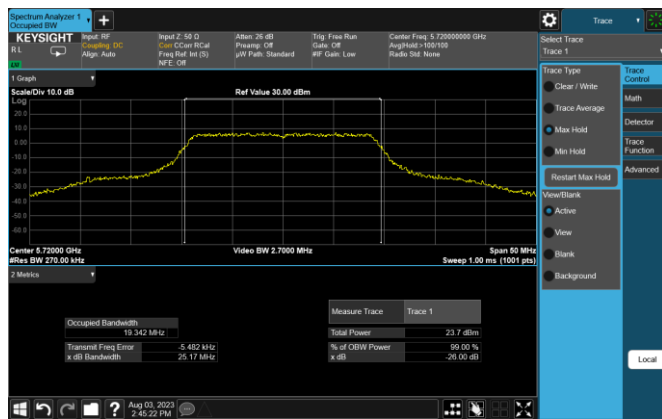 Spectrum Analyzer 1
Occupied BW
+
KEYSIGHT
R L
Input: RF
Coupling: DC
Align: Auto
Input Z: 50 Ω
Corr CCorr RCal
Freq Ref: Int (S)
NFE: Off
Atten: 26 dB
Preamp: Off
µW Path: Standard
Trig: Free Run
Gate: Off
#IF Gain: Low
Center Freq: 5.720000000 GHz
Avg|Hold:>100/100
Radio Std: None
1 Graph
Scale/Div 10.0 dB
Ref Value 30.00 dBm
Log
20.0
10.0
0.00
-10.0
-20.0
-30.0
-40.0
-50.0
-60.0
Center 5.72000 GHz
#Res BW 270.00 kHz
Video BW 2.7000 MHz
Span 50 MHz
Sweep 1.00 ms (1001 pts)
2 Metrics
Occupied Bandwidth
19.342 MHz
Transmit Freq Error -5.482 kHz
x dB Bandwidth 25.17 MHz
Measure Trace Trace 1
Total Power 23.7 dBm
% of OBW Power 99.00 %
x dB -26.00 dB
Aug 03, 2023
2:45:22 PM
Trace
Select Trace
Trace 1
Trace Type
Clear / Write
Trace Average
Max Hold
Min Hold
Restart Max Hold
View/Blank
Active
View
Blank
Background
Trace
Control
Math
Detector
Trace
Function
Advanced
Local